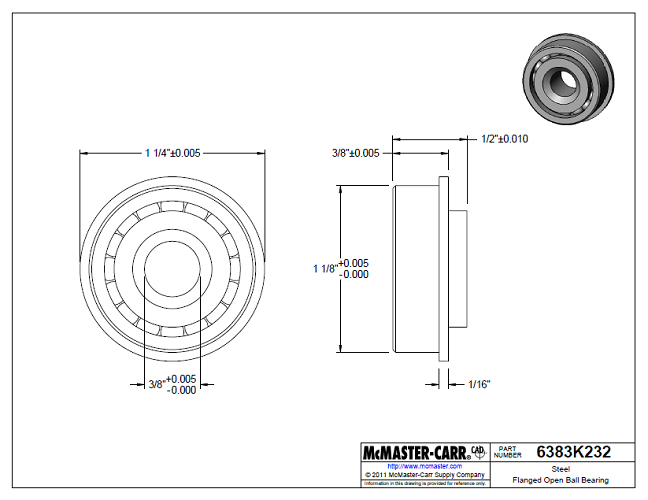 1/2"±0.010
1 1/4"±0.005
3/8"±0.005
1 1/8" +0.005
-0.000
3/8" +0.005
-0.000
1/16"
McMASTER-CARR® CAD
PART
NUMBER
6383K232
http://www.mcmaster.com
© 2011 McMaster-Carr Supply Company
Information in this drawing is provided for reference only.
Steel
Flanged Open Ball Bearing